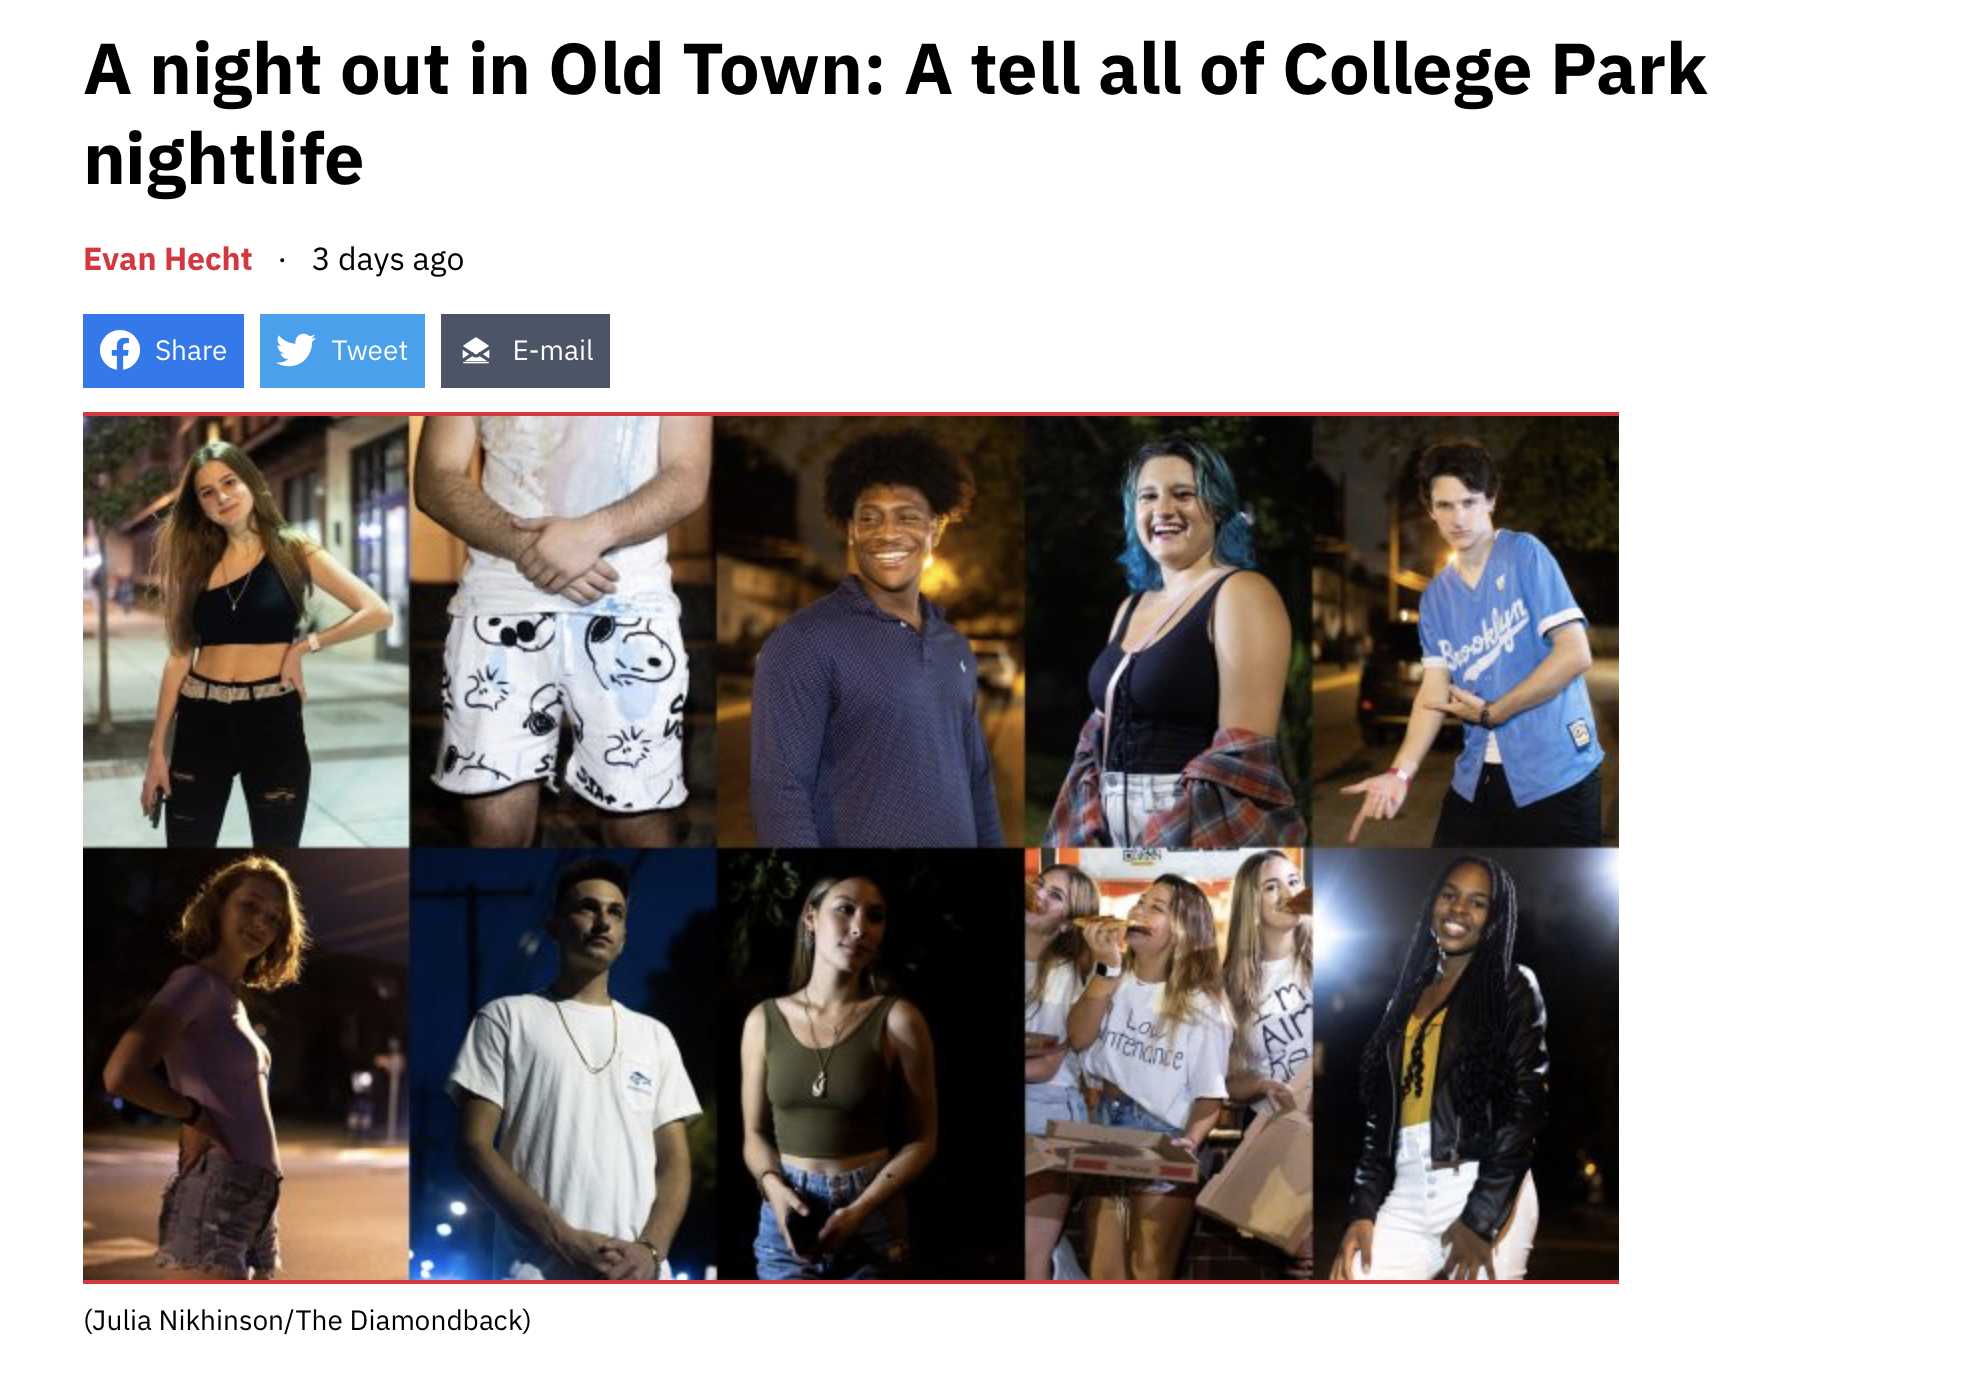 A night out in Old Town: A tell all of College Park
nightlife
Evan Hecht · 3 days ago
Share Tweet E-mail
Brooklyn
Low
I'm
(Julia Nikhinson/The Diamondback)